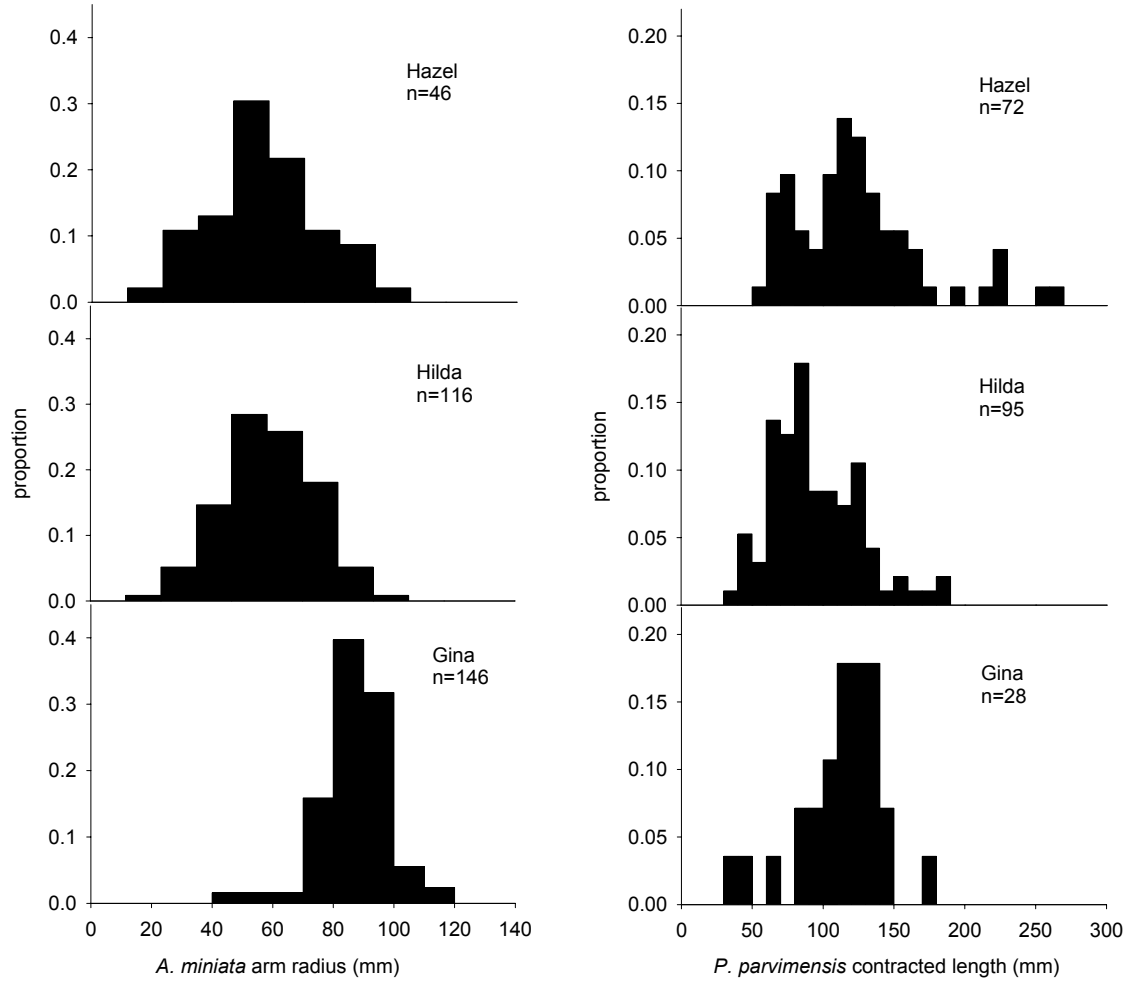 0.4
0.3
0.2
0.1
0.0
Hazel
n=46
0.4
0.3
0.2
0.1
0.0
Hilda
n=116
0.4
0.3
0.2
0.1
0.0
Gina
n=146
proportion
0 20 40 60 80 100 120 140
A. miniata arm radius (mm)
0.20
0.15
0.10
0.05
0.00
Hazel
n=72
0.20
0.15
0.10
0.05
0.00
Hilda
n=95
0.20
0.15
0.10
0.05
0.00
Gina
n=28
proportion
0 50 100 150 200 250 300
P. parvimensis contracted length (mm)